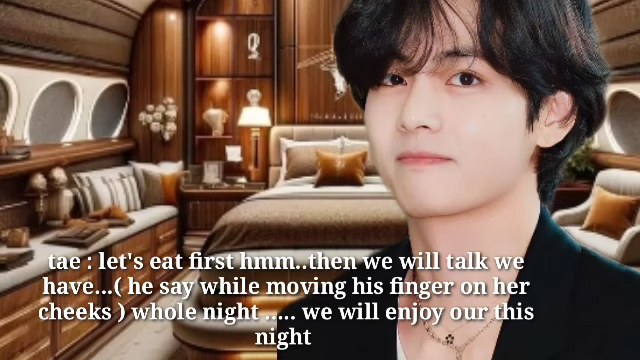 tae : let's eat first hmm..then we will talk we
have...( he say while moving his finger on her
cheeks ) whole night ..... we will enjoy our this
night